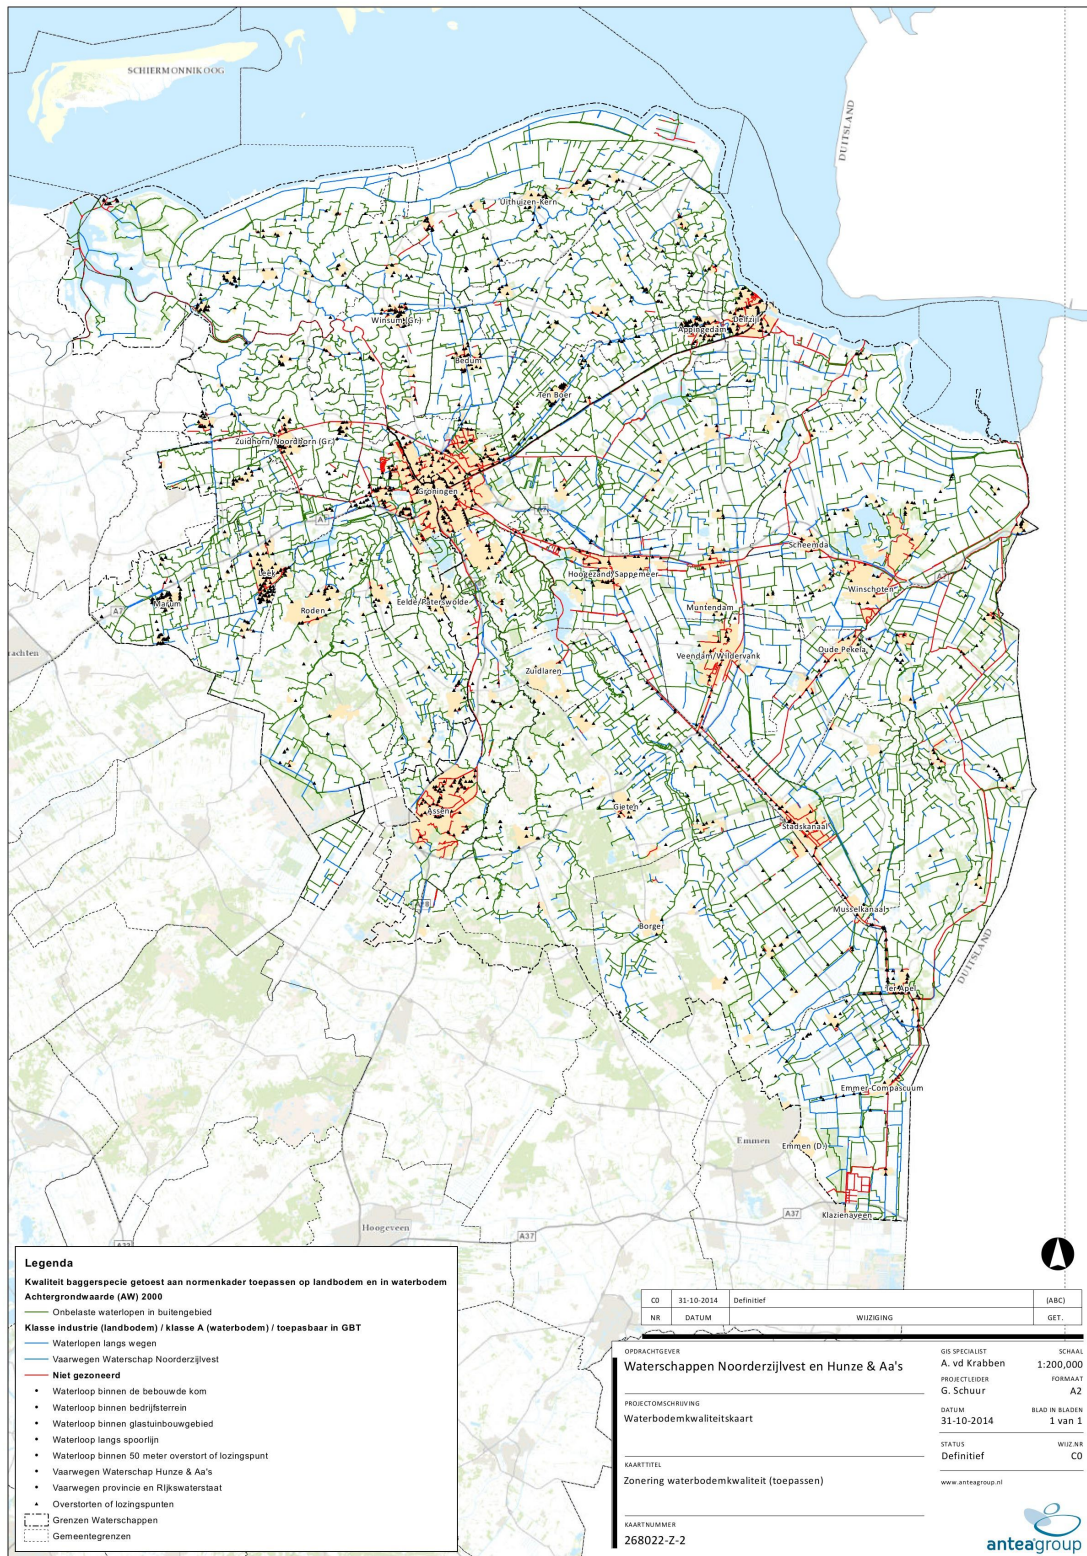 SCHIERMONNIKOOG
DUITSLAND
Uithuizen-Kern
Winsum (Gr.)
Delfzijl
Appingedam
Bedum
Ten Boer
Zuidhorn/Noordhorn (Gr.)
Groningen
A7
A7
Scheemda
Hoogezand/Sappemeer
Leek
Winschoten
A7
Marum
Eelde/Paterswolde
Muntendam
Roden
A7
Oude Pekela
rachten
Veendam/Wildervank
Zuidlaren
Assen
Gieten
Stadskanaal
A28
Musselkanaal
Borger
DUITSLAND
Ter Apel
Emmer-Compascuum
Emmen
Emmen (D.)
Klazienaveen
A37
Hoogeveen
A37
Legenda
Kwaliteit baggerspecie getoest aan normenkader toepassen op landbodem en in waterbodem
Achtergrondwaarde (AW) 2000
Onbelaste waterlopen in buitengebied
Klasse industrie (landbodem) / klasse A (waterbodem) / toepasbaar in GBT
Waterlopen langs wegen
Vaarwegen Waterschap Noorderzijlvest
Niet gezoneerd
Waterloop binnen de bebouwde kom
Waterloop binnen bedrijfsterrein
Waterloop binnen glastuinbouwgebied
Waterloop langs spoorlijn
Waterloop binnen 50 meter overstort of lozingspunt
Vaarwegen Waterschap Hunze & Aa's
Vaarwegen provincie en RIjkswaterstaat
Overstorten of lozingspunten
Grenzen Waterschappen
Gemeentegrenzen
C0 31-10-2014 Definitief (ABC)
NR DATUM WIJZIGING GET.
OPDRACHTGEVER
Waterschappen Noorderzijlvest en Hunze & Aa's
PROJECTOMSCHRIJVING
Waterbodemkwaliteitskaart
KAARTTITEL
Zonering waterbodemkwaliteit (toepassen)
KAARTNUMMER
268022-Z-2
GIS SPECIALIST SCHAAL
A. vd Krabben 1:200,000
PROJECTLEIDER FORMAAT
G. Schuur A2
DATUM BLAD IN BLADEN
31-10-2014 1 van 1
STATUS WIJZ.NR
Definitief C0
www.anteagroup.nl
anteagroup